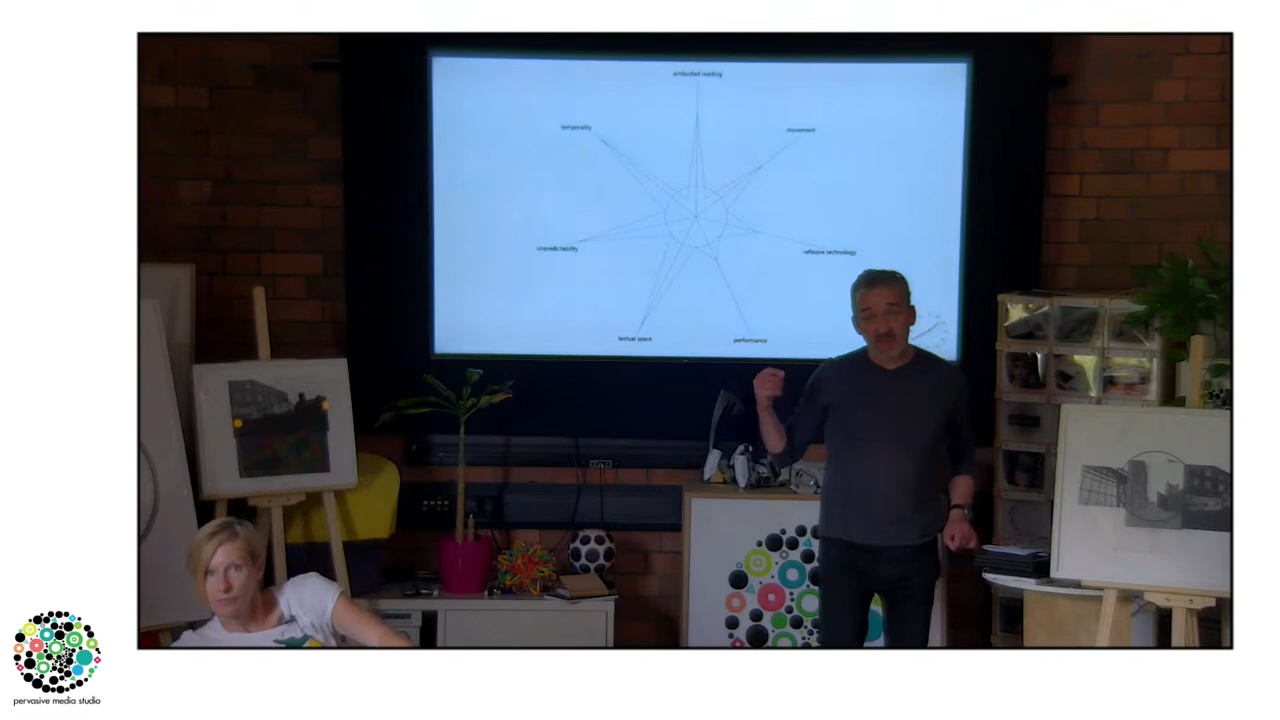 embodied reading
temporality
movement
unpredictability
reflexive technology
textual space
performance
pervasive media studio